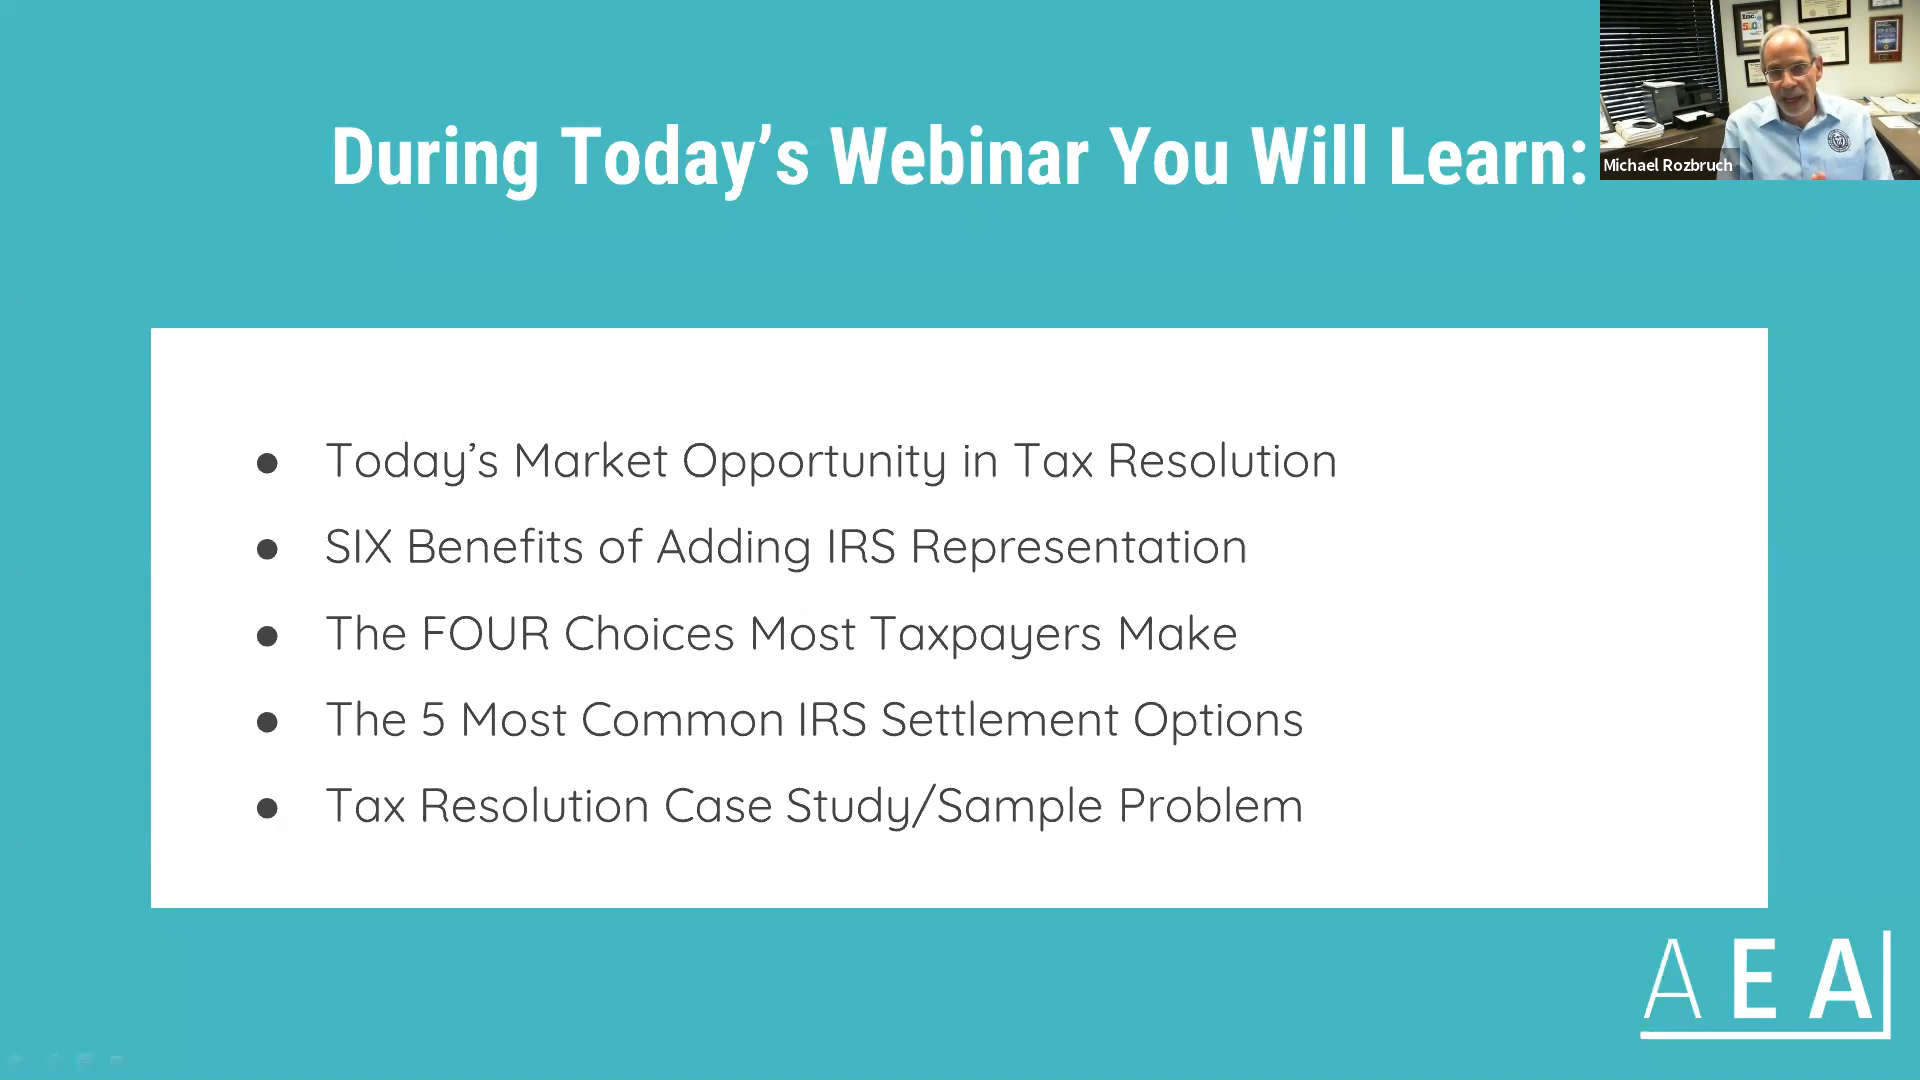 During Today’s Webinar You Will Learn:
Inc.
500
Michael Rozbruch
● Today’s Market Opportunity in Tax Resolution
● SIX Benefits of Adding IRS Representation
● The FOUR Choices Most Taxpayers Make
● The 5 Most Common IRS Settlement Options
● Tax Resolution Case Study/Sample Problem
AEA